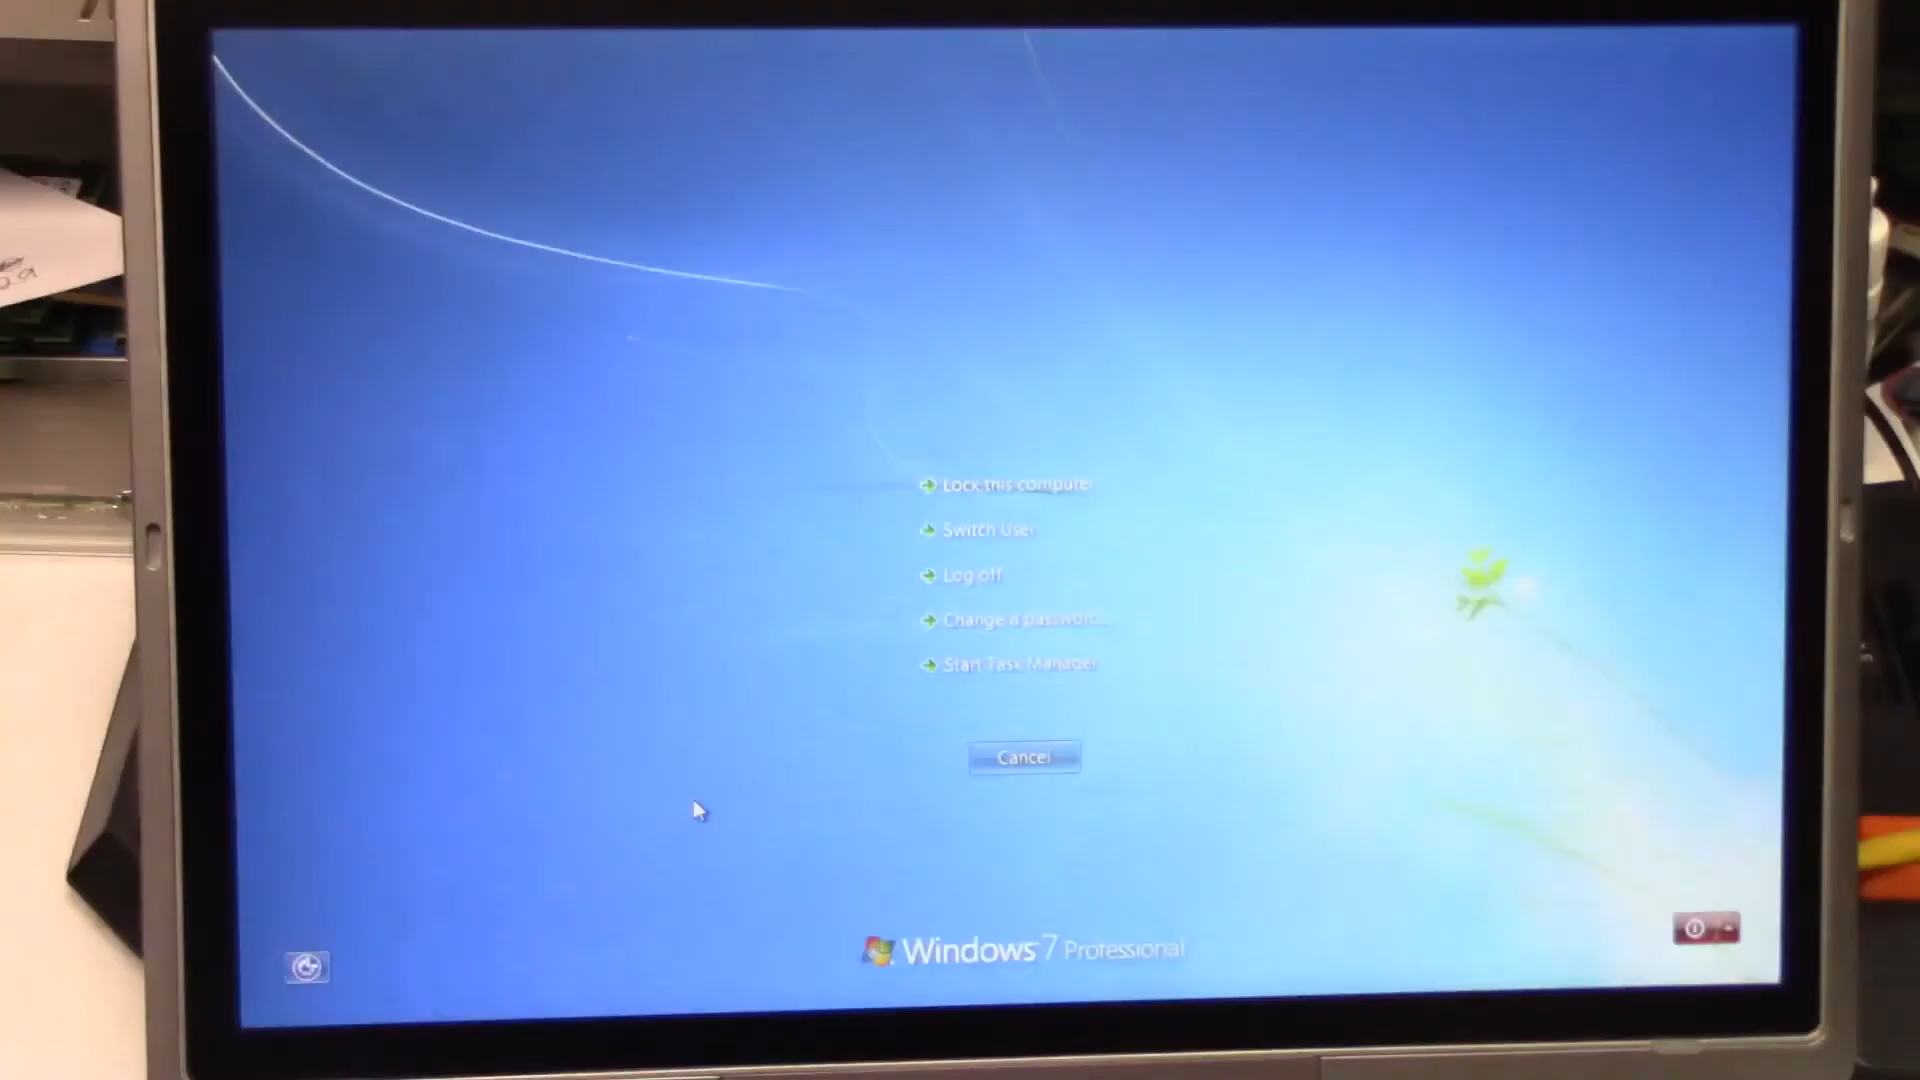 Lock this computer
Switch User
Log off
Change a password...
Start Task Manager
Cancel
Windows 7 Professional